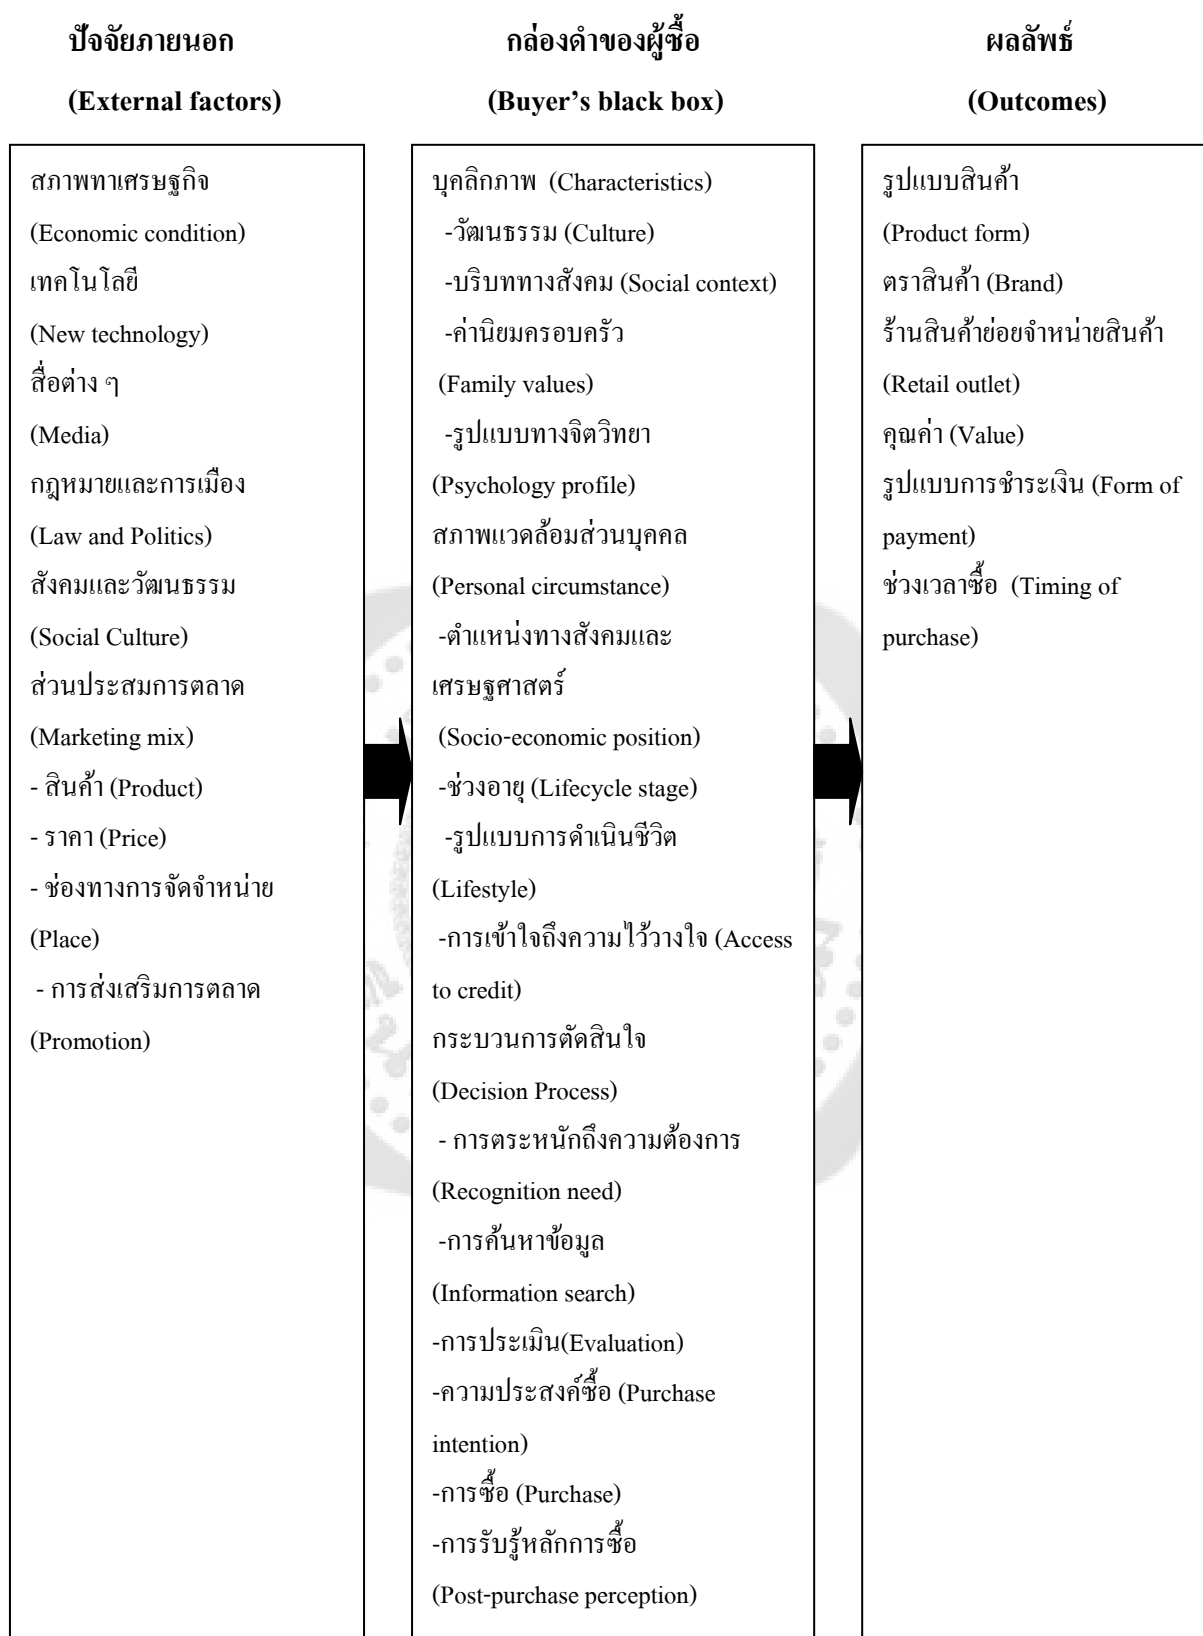 ปัจจัยภายนอก
(External factors)
สภาพทาเศรษฐกิจ
(Economic condition)
เทคโนโลยี
(New technology)
สื่อต่าง ๆ
(Media)
กฎหมายและการเมือง
(Law and Politics)
สังคมและวัฒนธรรม
(Social Culture)
ส่วนประสมการตลาด
(Marketing mix)
- สินค้า (Product)
- ราคา (Price)
- ช่องทางการจัดจำหน่าย
(Place)
- การส่งเสริมการตลาด
(Promotion)
กล่องดำของผู้ซื้อ
(Buyer’s black box)
บุคลิกภาพ (Characteristics)
-วัฒนธรรม (Culture)
-บริบททางสังคม (Social context)
-ค่านิยมครอบครัว
(Family values)
-รูปแบบทางจิตวิทยา
(Psychology profile)
สภาพแวดล้อมส่วนบุคคล
(Personal circumstance)
-ตำแหน่งทางสังคมและ
เศรษฐศาสตร์
(Socio-economic position)
-ช่วงอายุ (Lifecycle stage)
-รูปแบบการดำเนินชีวิต
(Lifestyle)
-การเข้าใจถึงความไว้วางใจ (Access
to credit)
กระบวนการตัดสินใจ
(Decision Process)
- การตระหนักถึงความต้องการ
(Recognition need)
-การค้นหาข้อมูล
(Information search)
-การประเมิน(Evaluation)
-ความประสงค์ซื้อ (Purchase
intention)
-การซื้อ (Purchase)
-การรับรู้หลักการซื้อ
(Post-purchase perception)
ผลลัพธ์
(Outcomes)
รูปแบบสินค้า
(Product form)
ตราสินค้า (Brand)
ร้านสินค้าย่อยจำหน่ายสินค้า
(Retail outlet)
คุณค่า (Value)
รูปแบบการชำระเงิน (Form of
payment)
ช่วงเวลาซื้อ (Timing of
purchase)